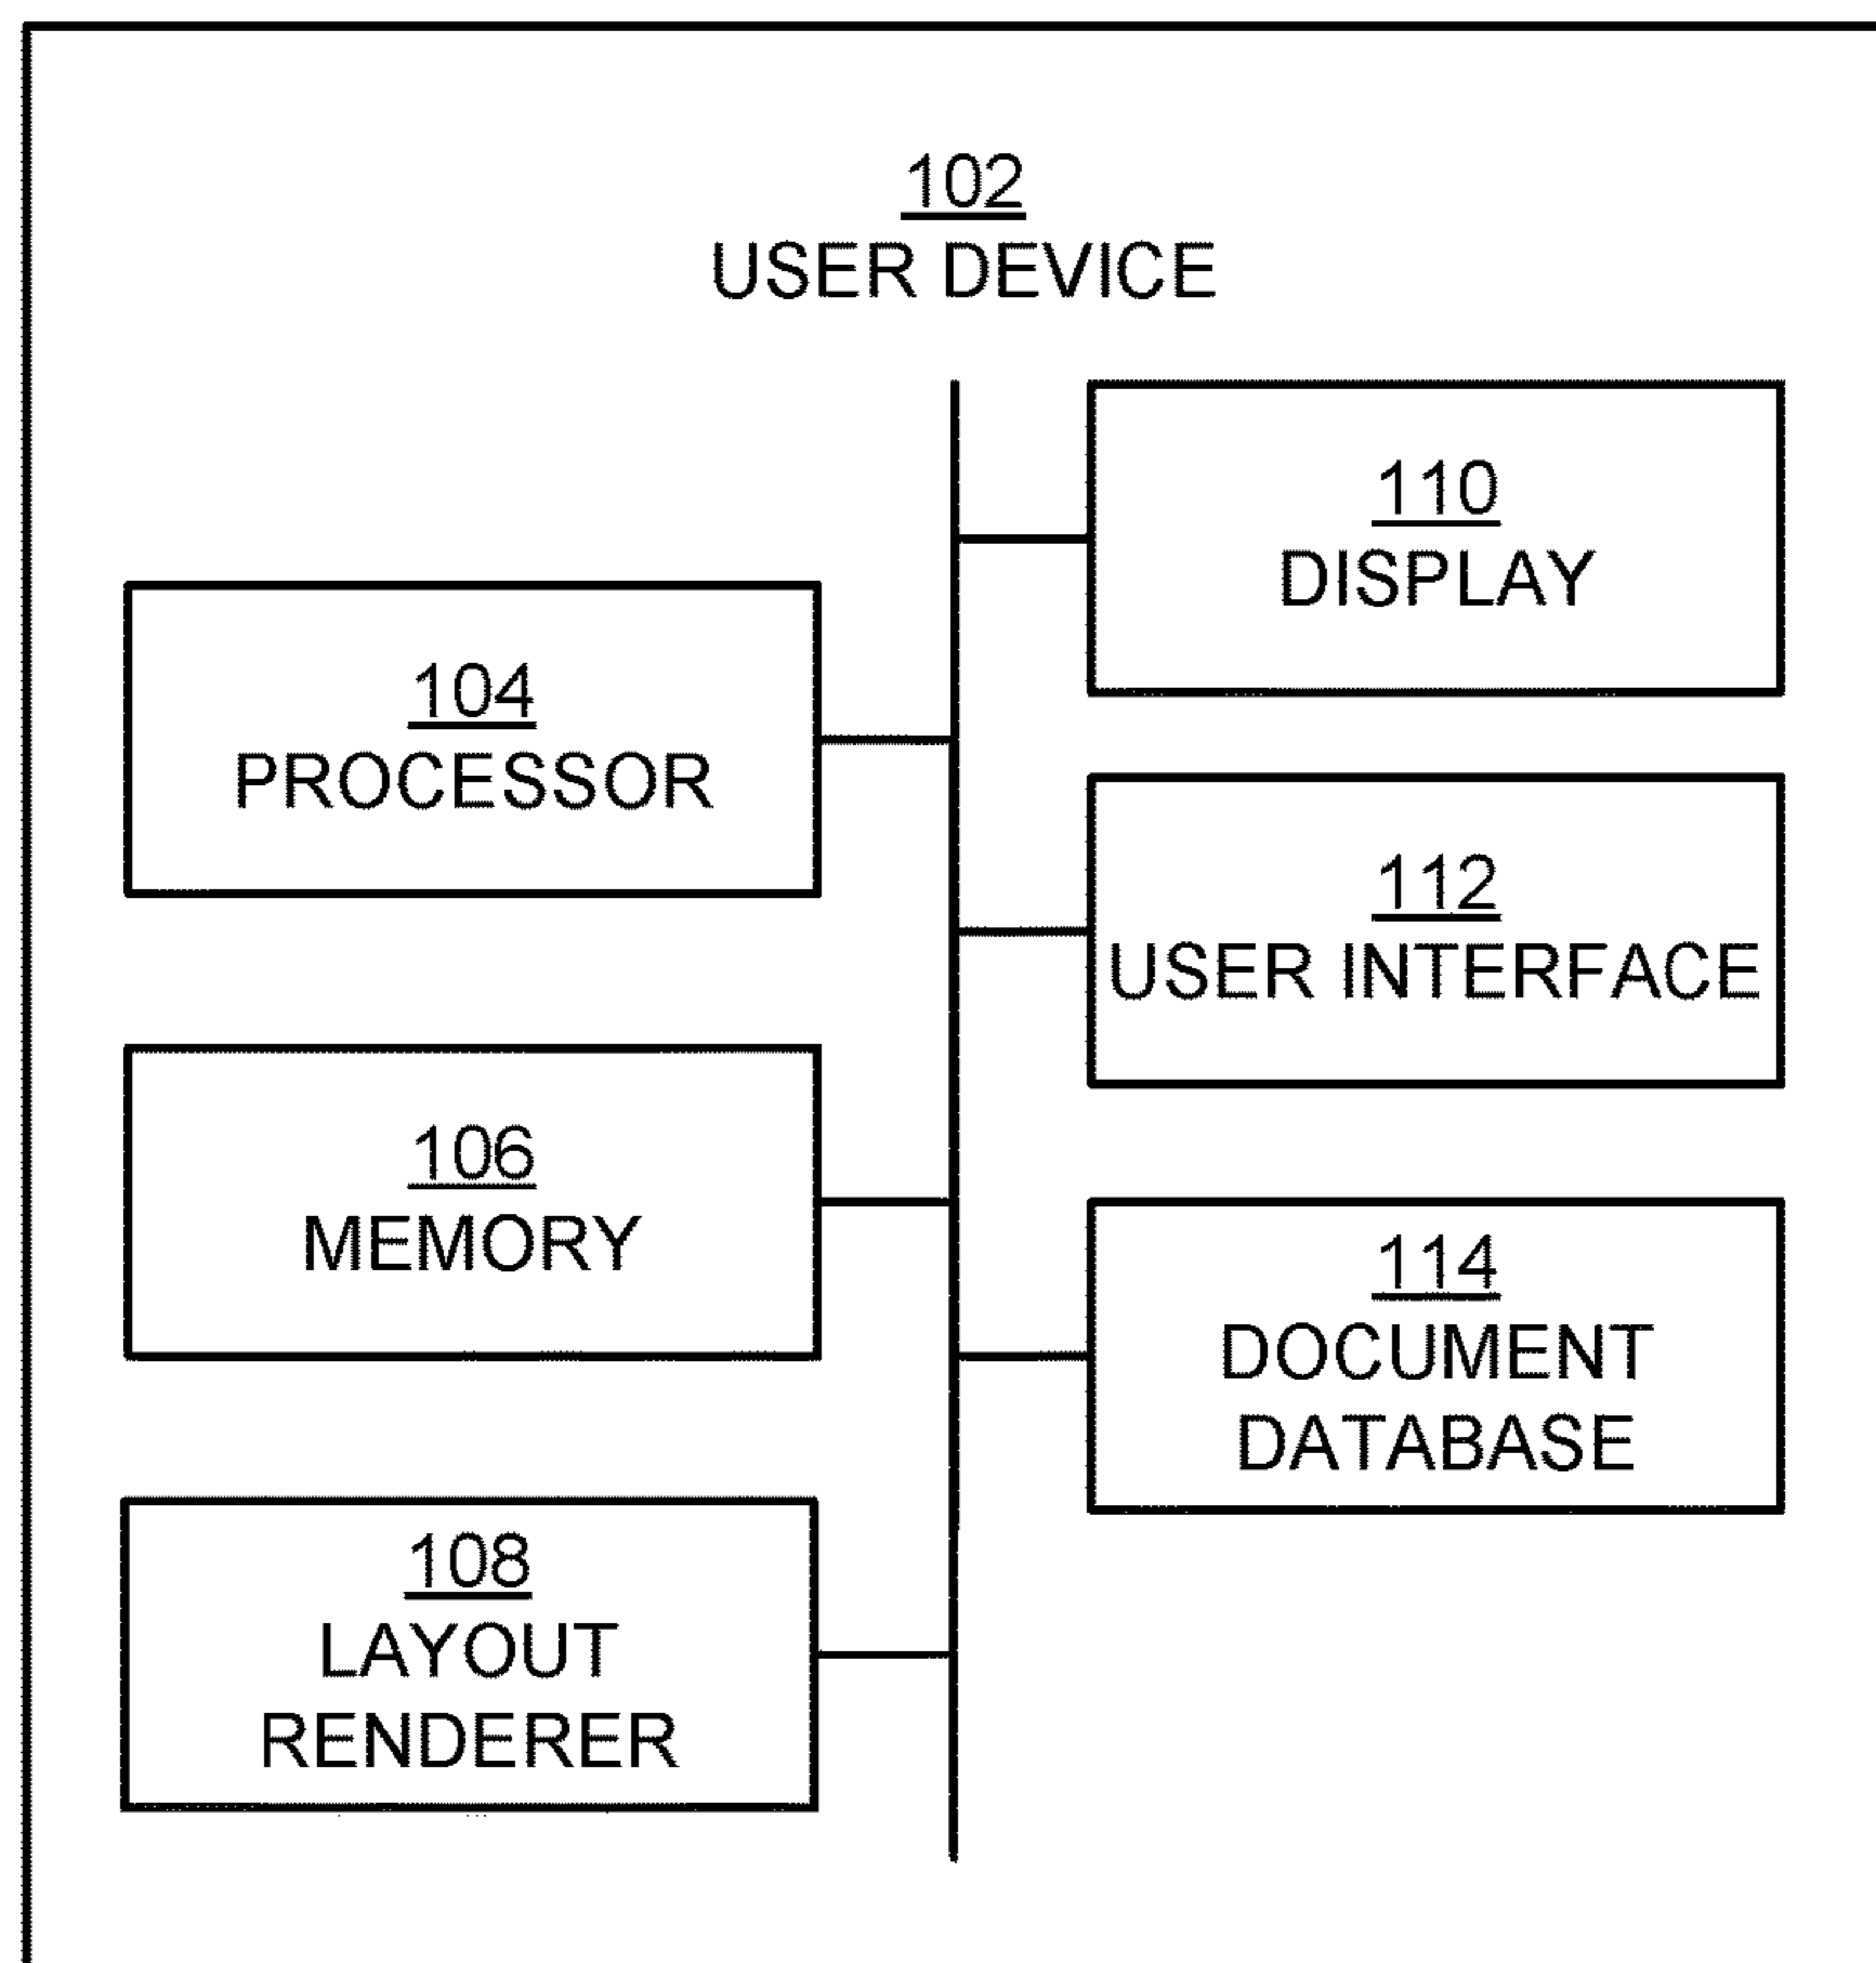 102
USER DEVICE
104
PROCESSOR
106
MEMORY
108
LAYOUT
RENDERER
110
DISPLAY
112
USER INTERFACE
114
DOCUMENT
DATABASE